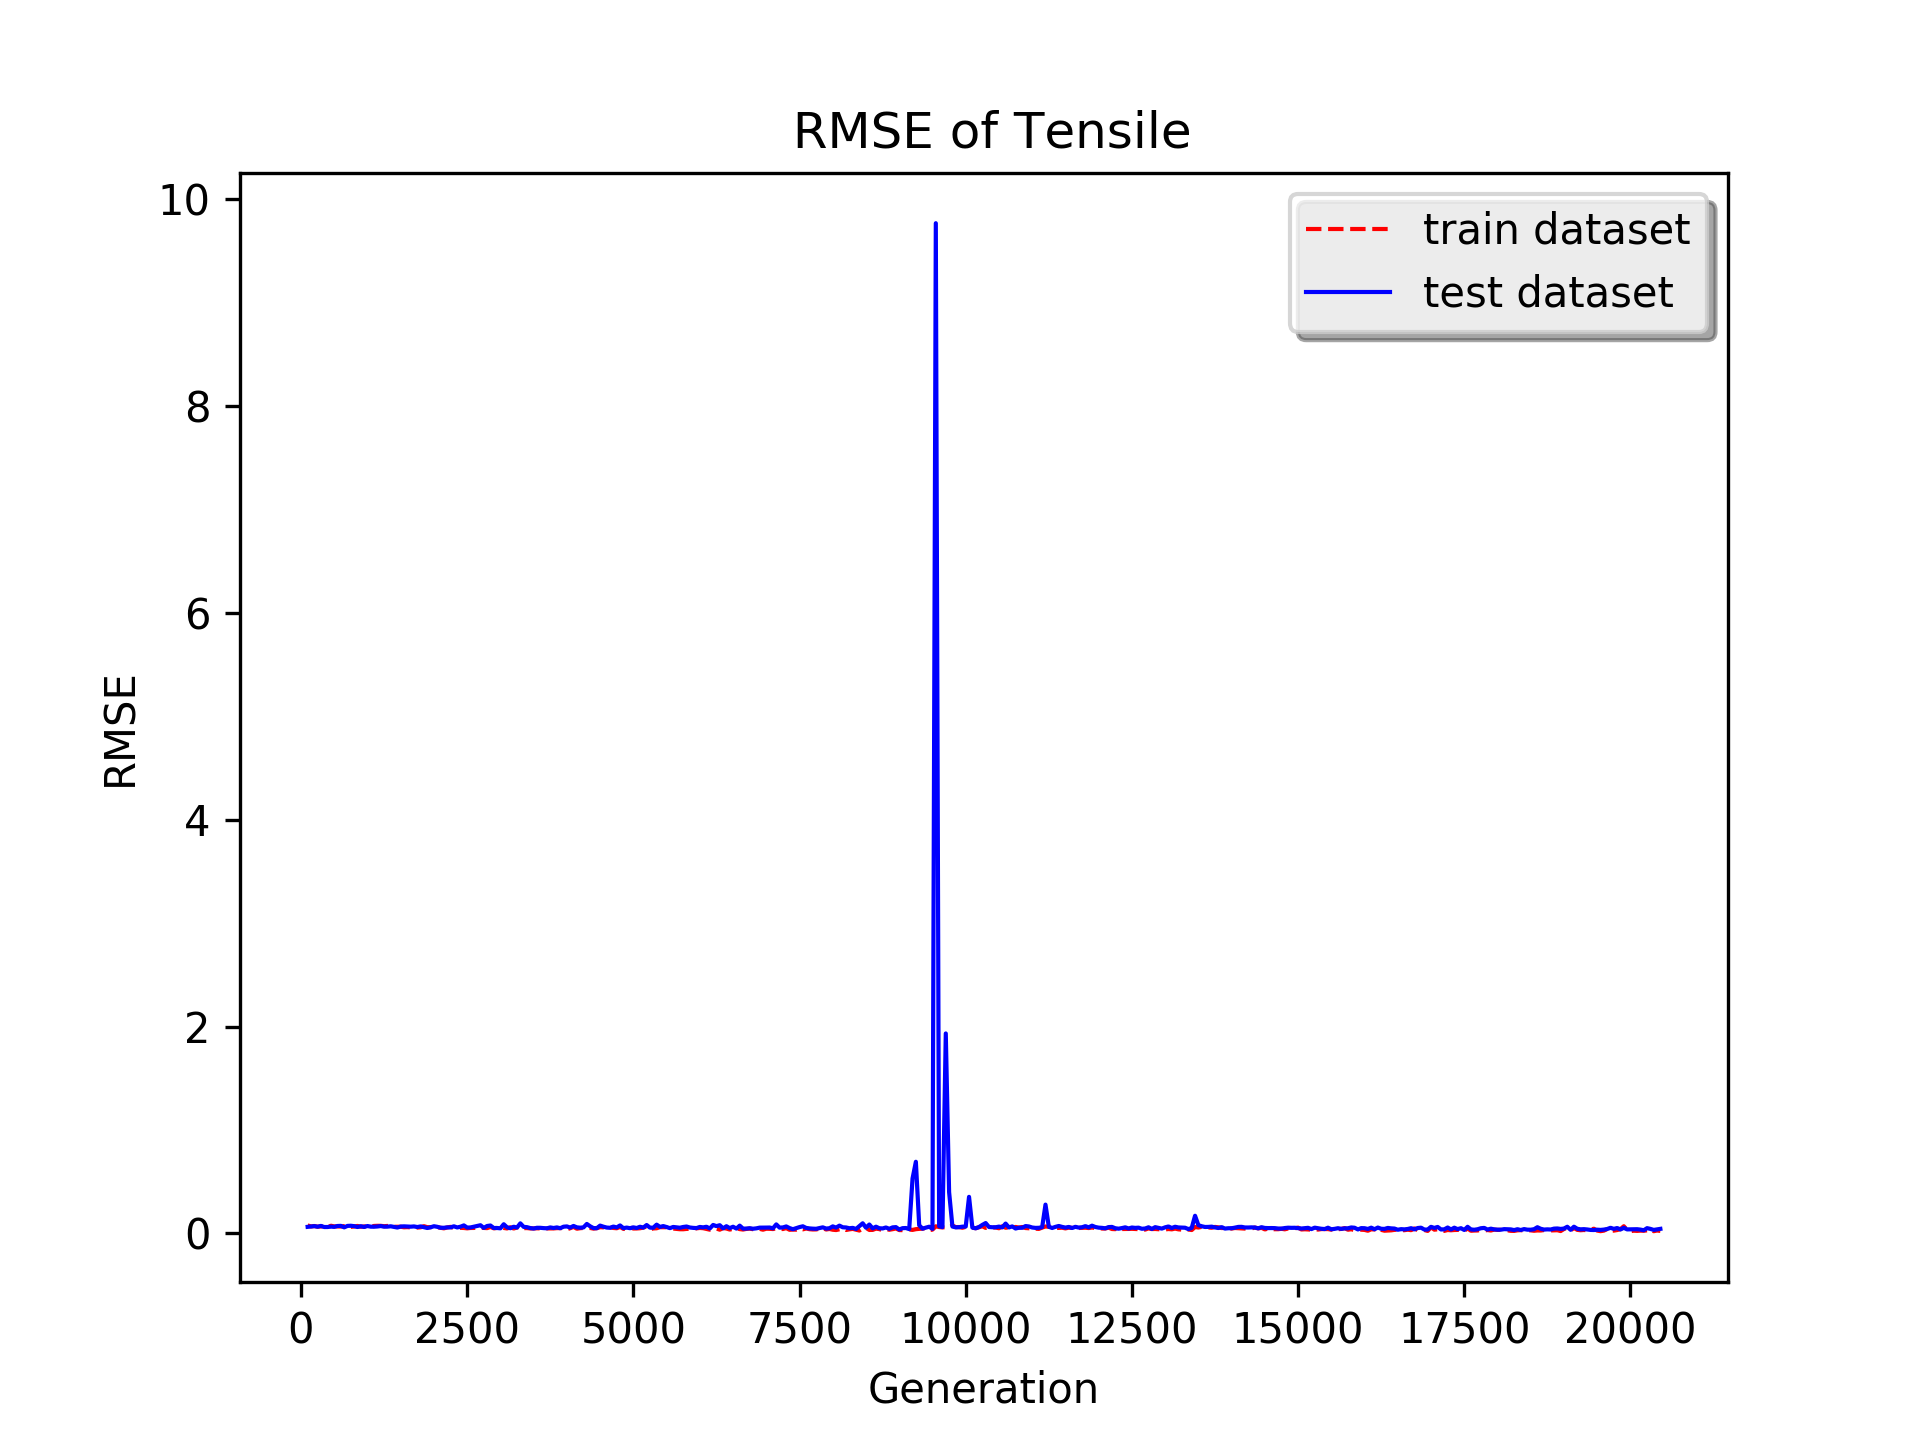 RMSE of Tensile
train dataset
test dataset
10
8
6
4
2
0
RMSE
0 2500 5000 7500 10000 12500 15000 17500 20000
Generation